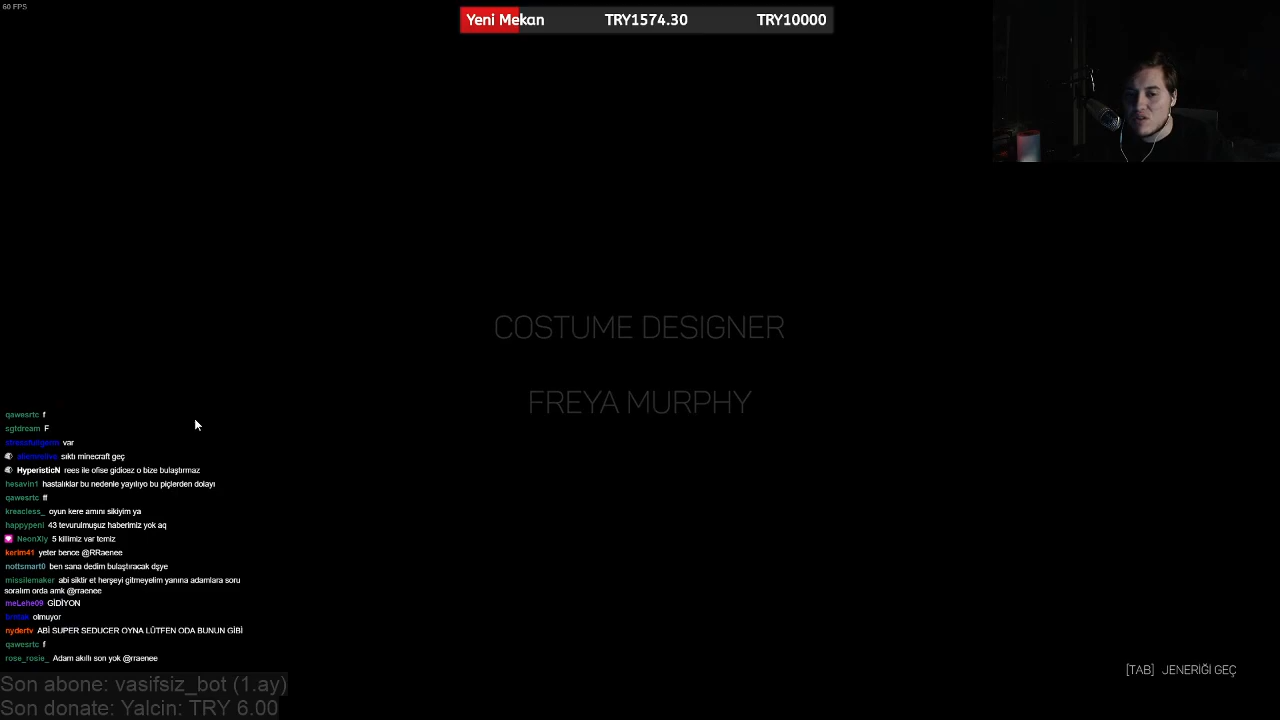 60 FPS
Yeni Mekan TRY1574.30 TRY10000
COSTUME DESIGNER
FREYA MURPHY
qawesrtc f
sgtdream F
var
sıktı minecraft geç
HyperisticN rees ile ofise gidicez o bize bulaştırmaz
hesavin1 hastalıklar bu nedenle yayılıyo bu piçlerden dolayı
qawesrtc ff
kreacless_ oyun kere amını sikiyim ya
happypeni 43 tevurulmuşuz haberimiz yok aq
NeonXly 5 killimiz var temiz
kerim41 yeter bence @RRaenee
nottsmart0 ben sana dedim bulaştıracak dşye
missilemaker abi siktir et herşeyi gitmeyelim yanına adamlara soru
soralım orda amk @rraenee
meLehe09 GİDİYON
olmuyor
nydertv ABİ SUPER SEDUCER OYNA LÜTFEN ODA BUNUN GİBİ
qawesrtc f
rose_rosie_ Adam akıllı son yok @rraenee
[TAB] JENERİĞİ GEÇ
Son abone: vasifsiz_bot (1.ay)
Son donate: Yalcin: TRY 6.00